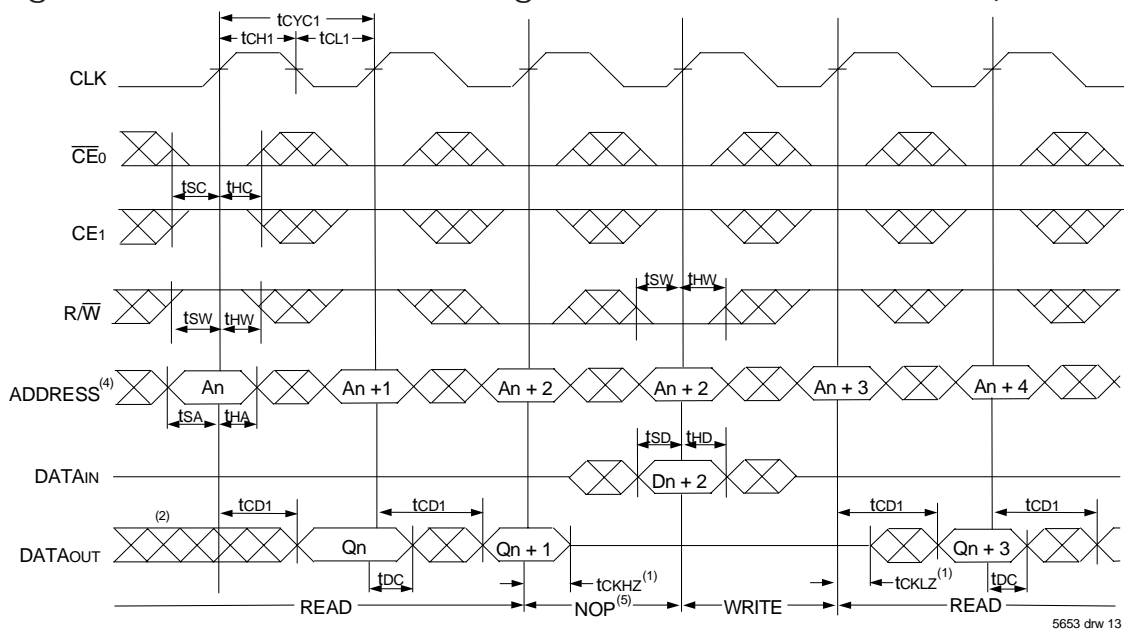 tCYC1
tCH1 tCL1
CLK
CE0
tSC tHC
CE1
tSW tHW
R/W
tSW tHW
ADDRESS(4) An An +1 An + 2 An + 2 An + 3 An + 4
tSA tHA
tSD tHD
DATAIN Dn + 2
tCD1 tCD1 tCD1 tCD1
(2)
DATAOUT Qn Qn + 1 Qn + 3
tDC tCKHZ(1) tCKLZ(1) tDC
READ NOP(5) WRITE READ
5653 drw 13